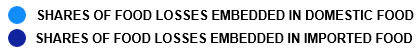 SHARES OF FOOD LOSSES EMBEDDED IN DOMESTIC FOOD
SHARES OF FOOD LOSSES EMBEDDED IN IMPORTED FOOD